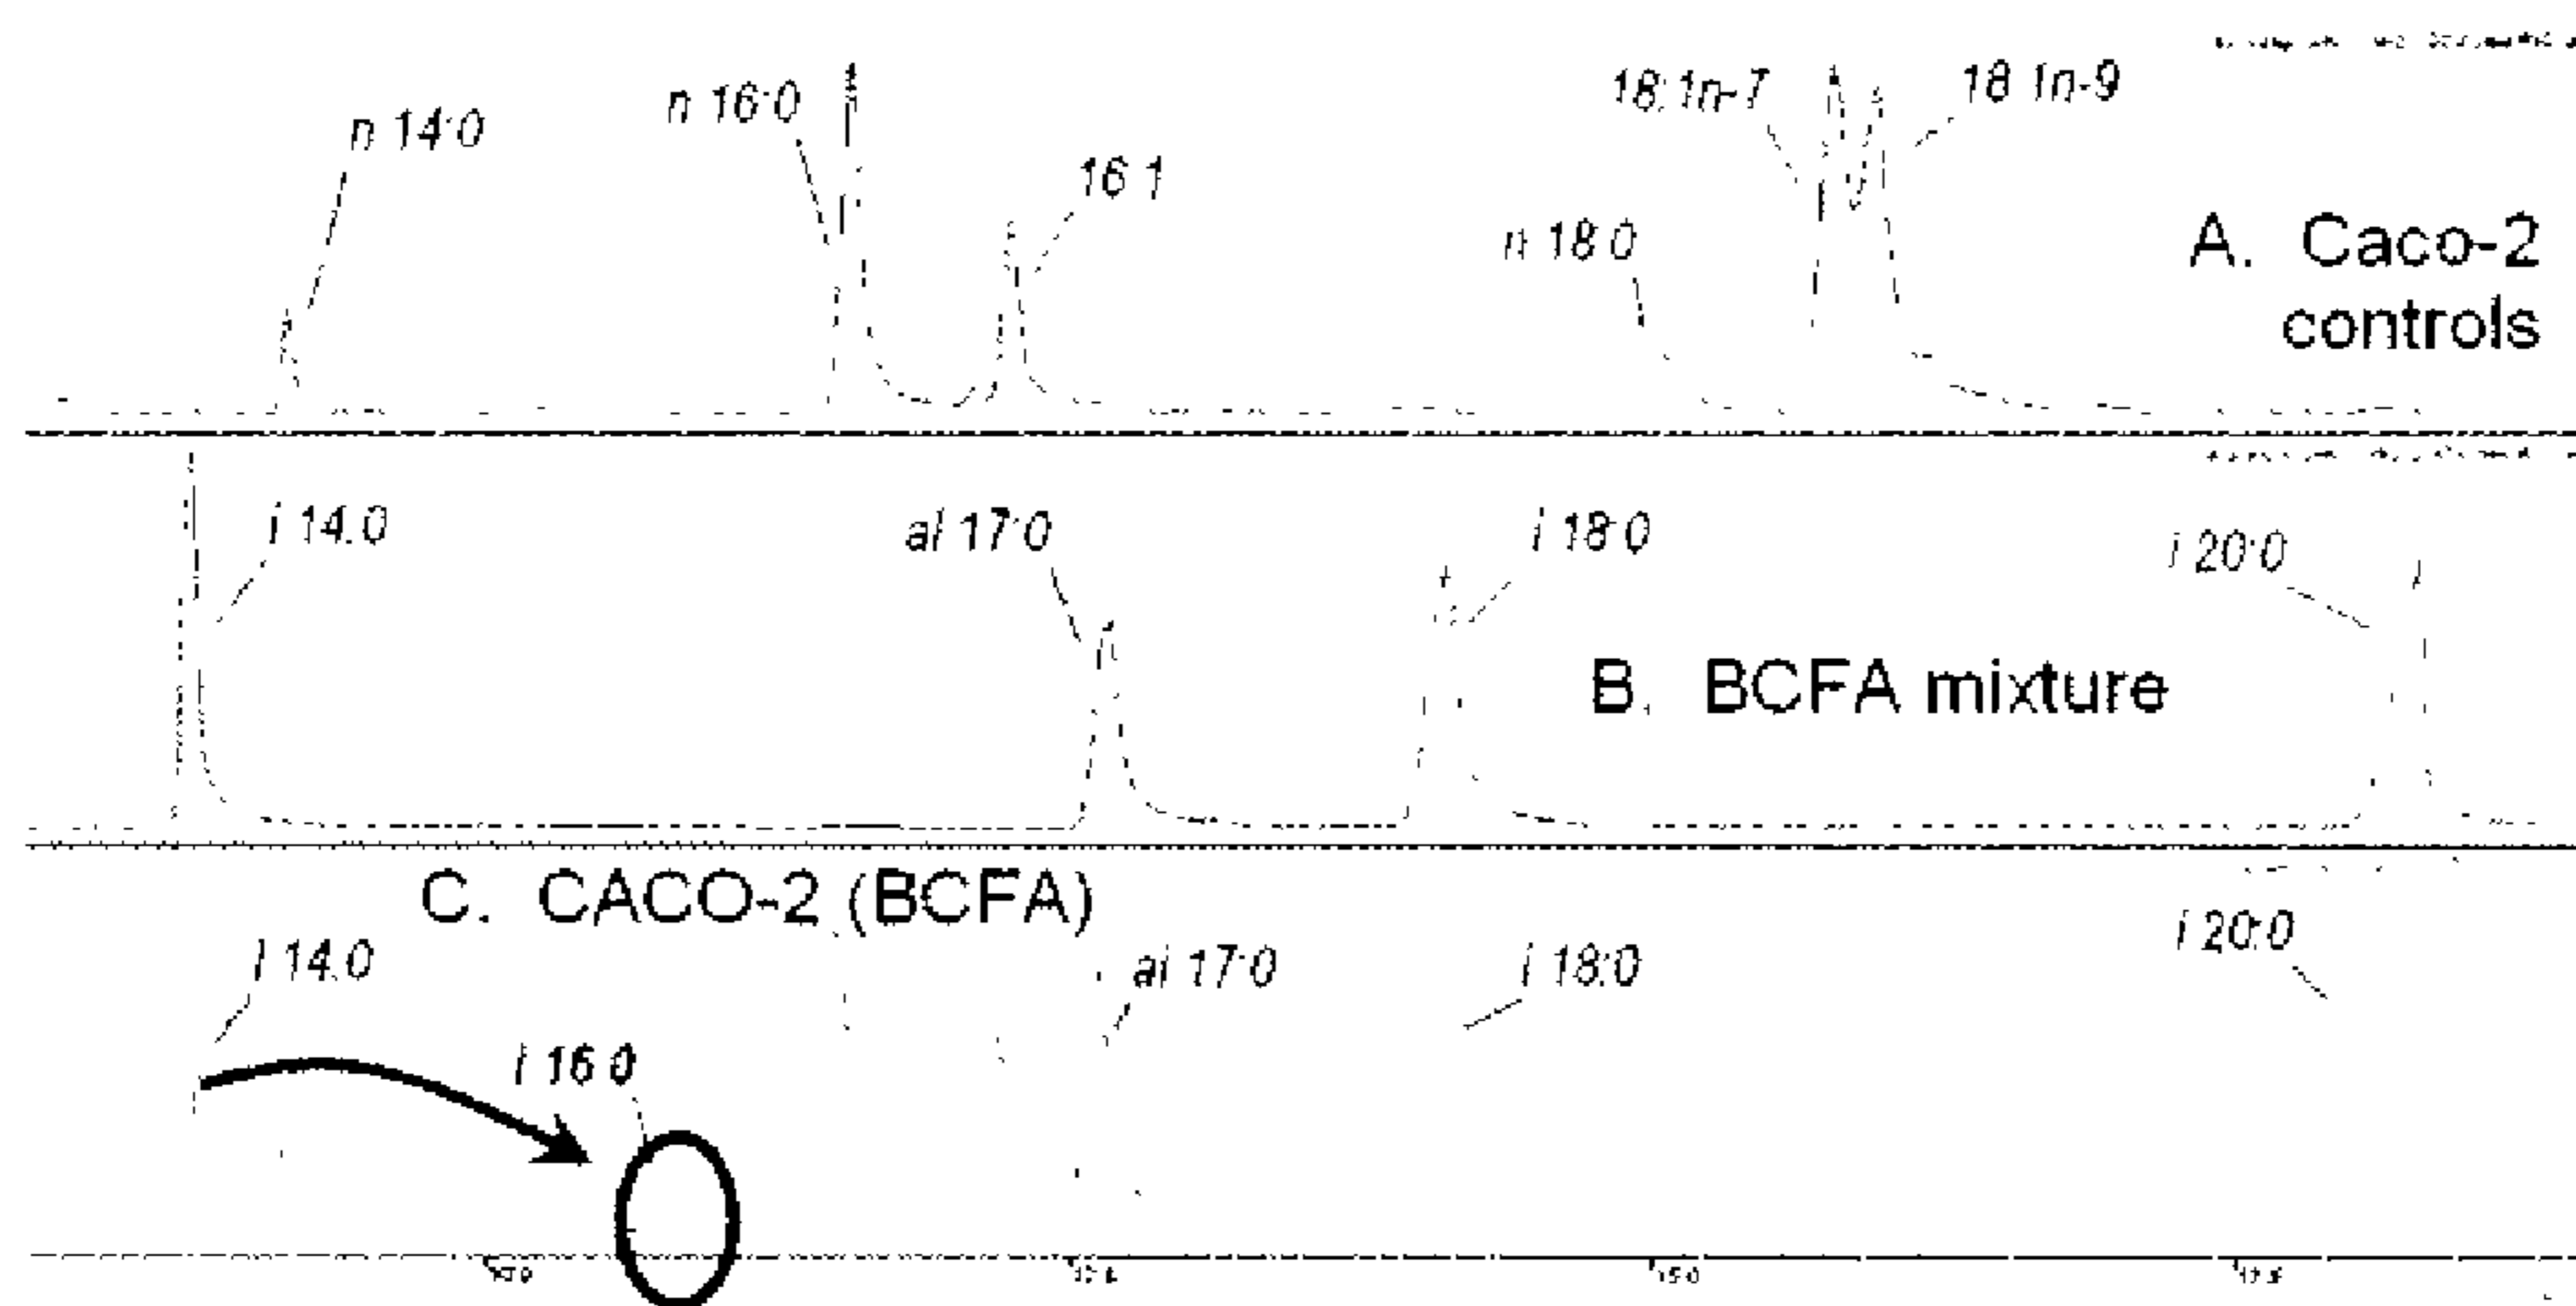 n 14:0
n 16:0
16 1
n 18 0
18:1n-7
18 1n-9
A. Caco-2
controls
i 14.0
ai 17:0
i 18:0
i 20:0
B. BCFA mixture
C. CACO-2 (BCFA)
i 14.0
i 16 0
ai 17:0
i 18:0
i 20:0
15.0